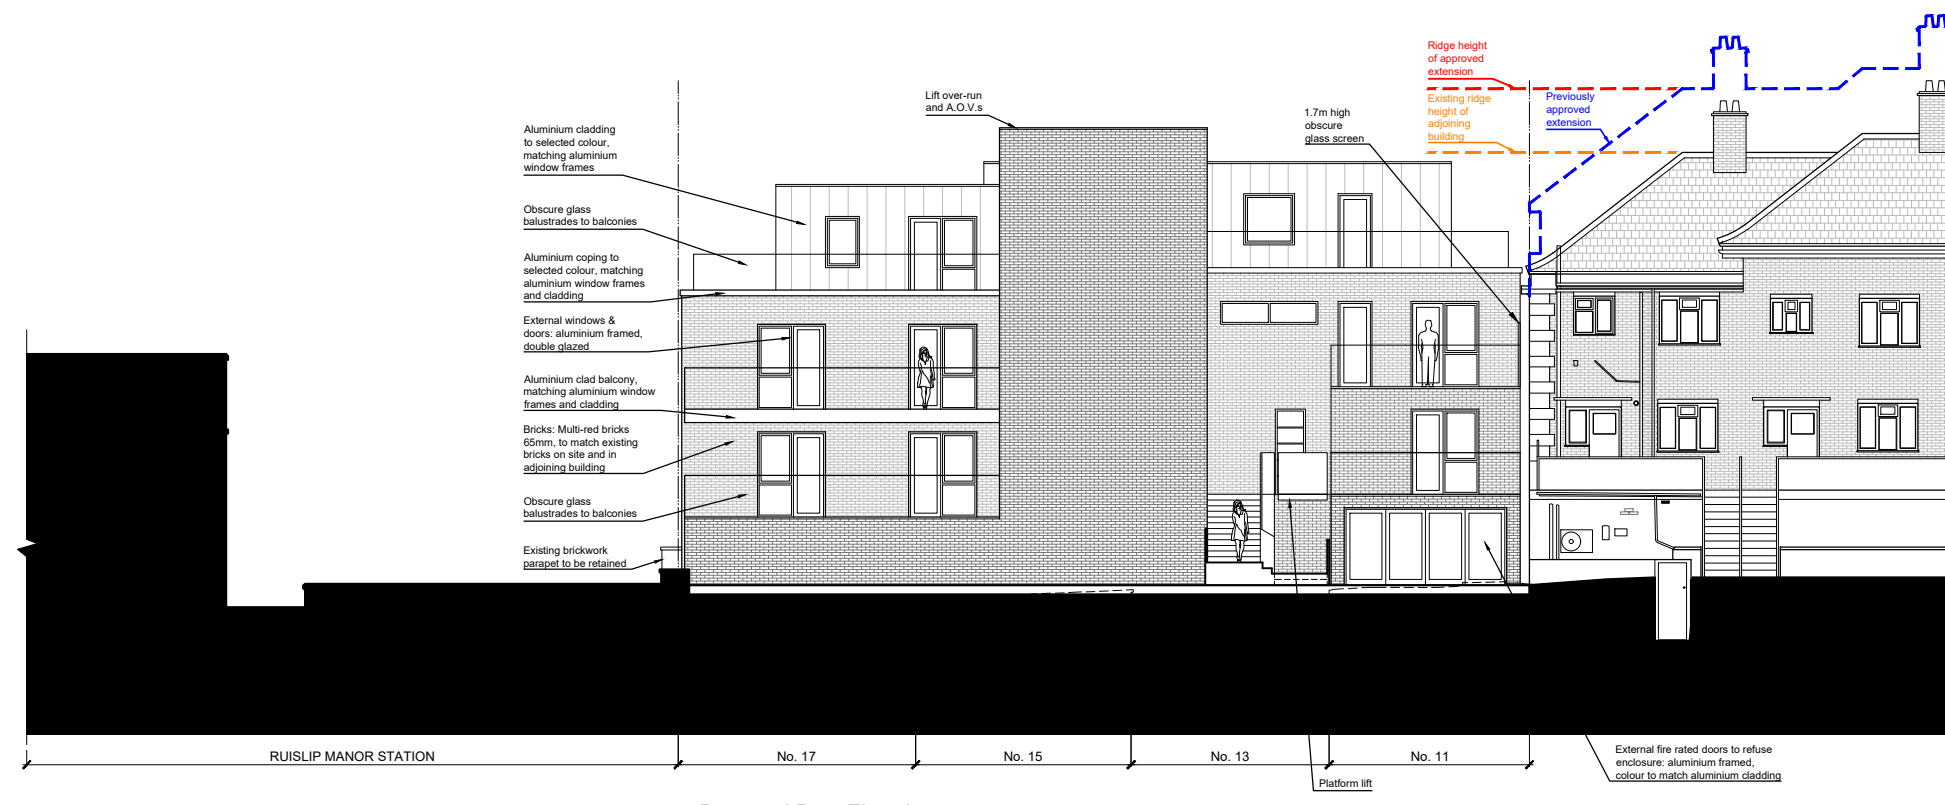 Ridge height
of approved
extension
Existing ridge
height of
adjoining
building
Previously
approved
extension
Lift over-run
and A.O.V.s
1.7m high
obscure
glass screen
Aluminium cladding
to selected colour,
matching aluminium
window frames
Obscure glass
balustrades to balconies
Aluminium coping to
selected colour, matching
aluminium window frames
and cladding
External windows &
doors: aluminium framed,
double glazed
Aluminium clad balcony,
matching aluminium window
frames and cladding
Bricks: Multi-red bricks
65mm, to match existing
bricks on site and in
adjoining building
Obscure glass
balustrades to balconies
Existing brickwork
parapet to be retained
RUISLIP MANOR STATION
No. 17
No. 15
No. 13
No. 11
Platform lift
External fire rated doors to refuse
enclosure: aluminium framed,
colour to match aluminium cladding